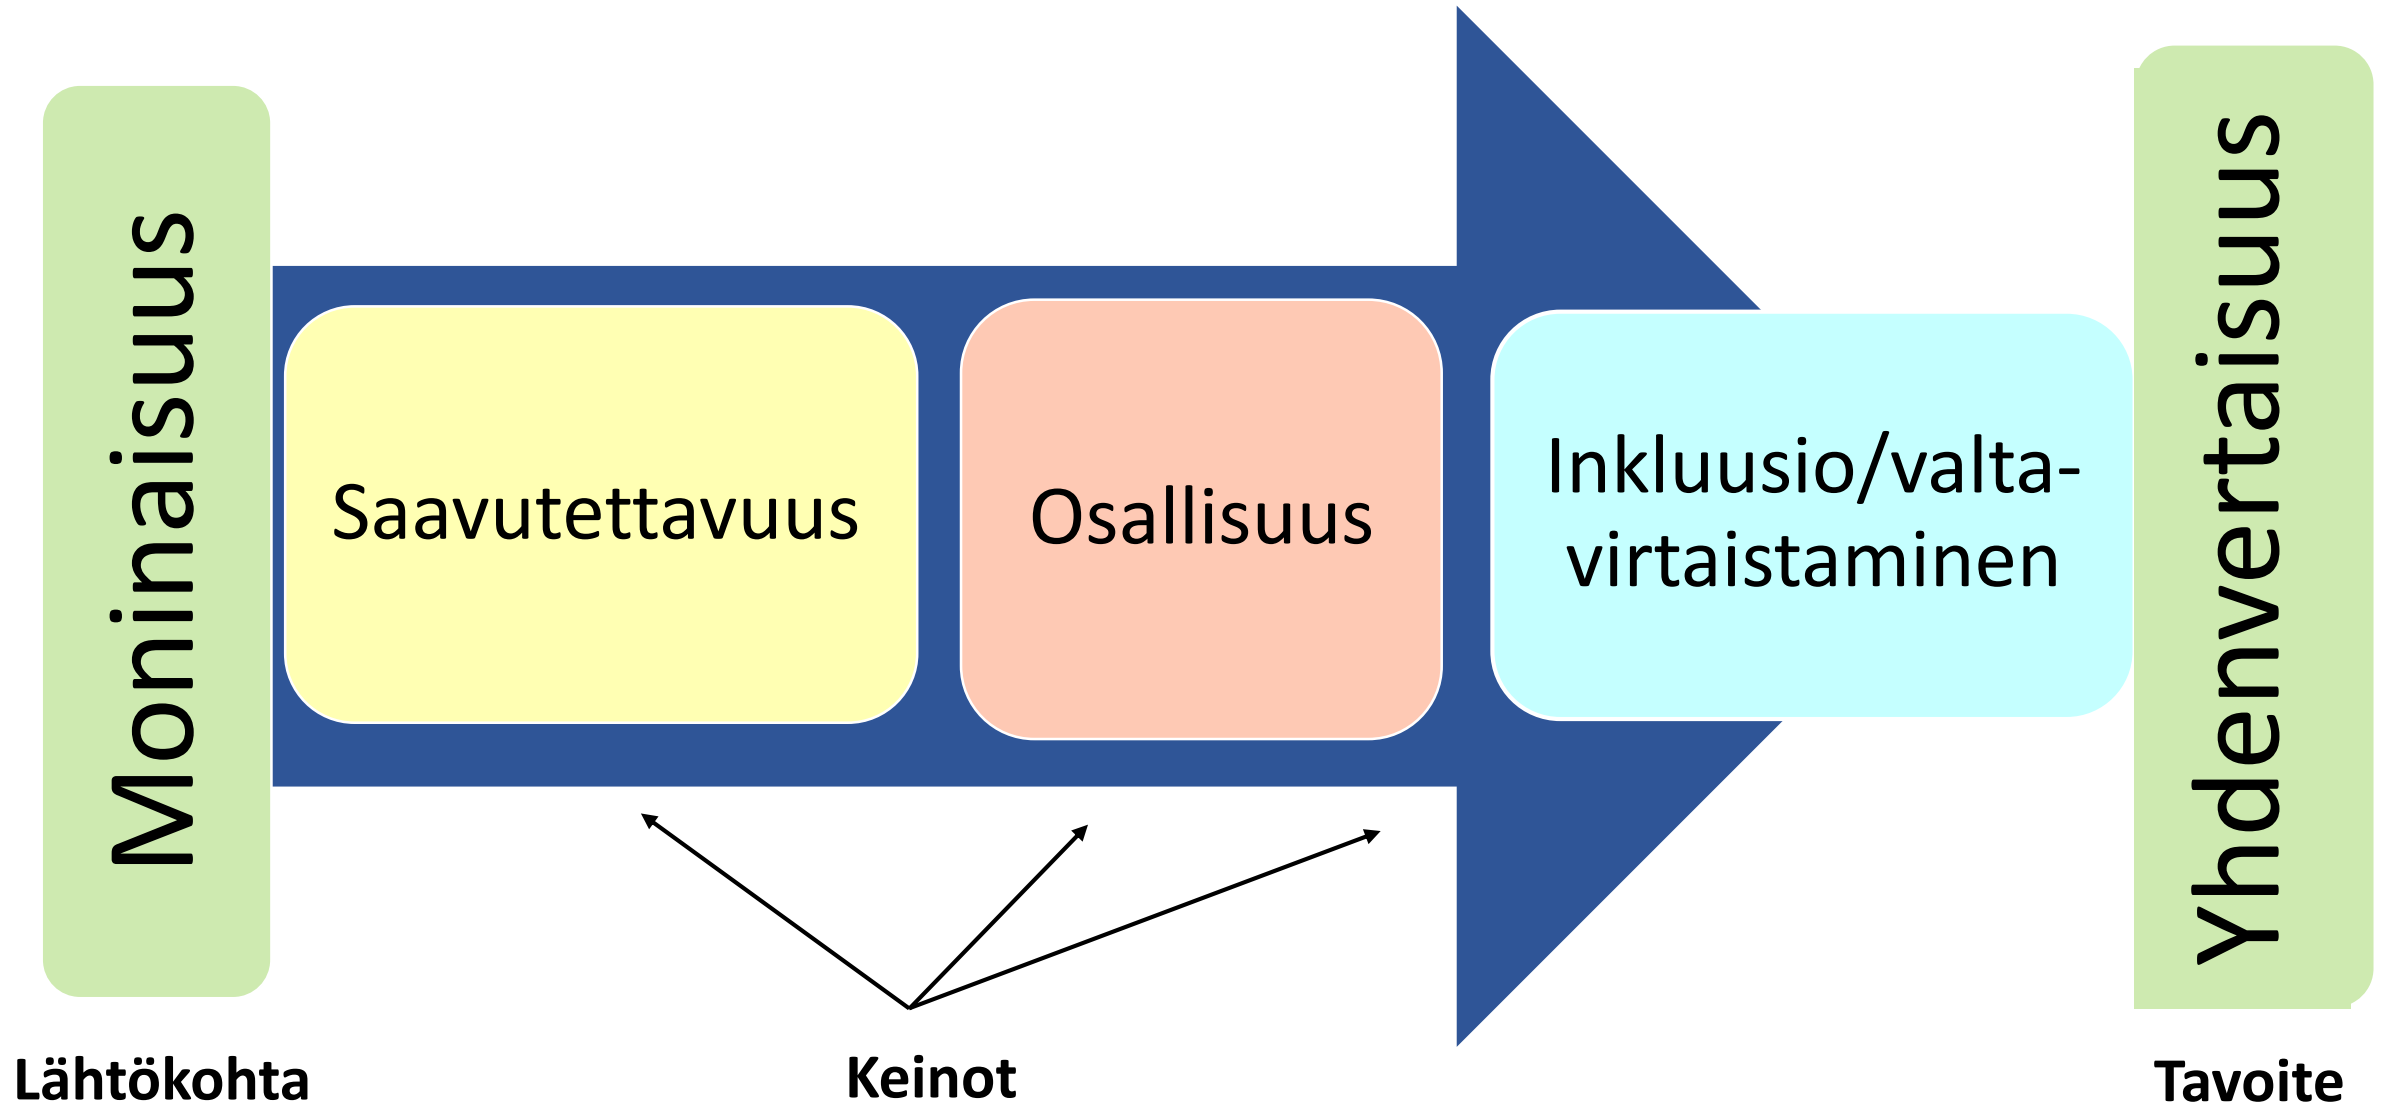 Moninaisuus
Saavutettavuus
Osallisuus
Inkluusio/valta-
virtaistaminen
Yhdenvertaisuus
Lähtökohta
Keinot
Tavoite